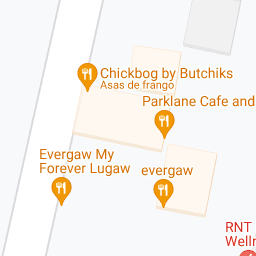 Chickbog by Butchiks
Asas de frango
Parklane Cafe and
Evergaw My
Forever Lugaw
evergaw
RNT
Welln